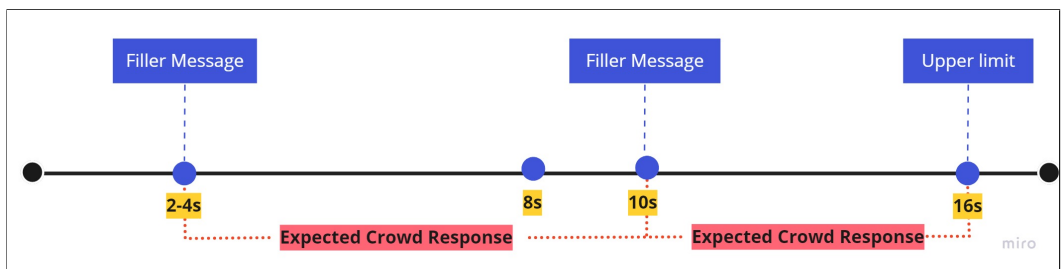 Filler Message
Filler Message
Upper limit
2-4s
8s
10s
16s
Expected Crowd Response
Expected Crowd Response
miro